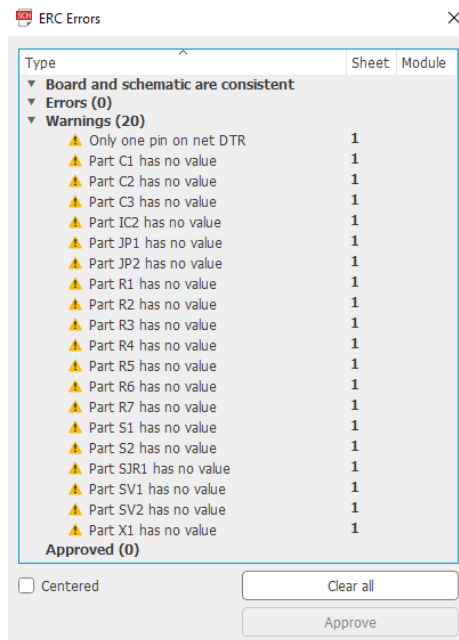 SCH ERC Errors
Type Sheet Module
Board and schematic are consistent
Errors (0)
Warnings (20)
Only one pin on net DTR 1
Part C1 has no value 1
Part C2 has no value 1
Part C3 has no value 1
Part IC2 has no value 1
Part JP1 has no value 1
Part JP2 has no value 1
Part R1 has no value 1
Part R2 has no value 1
Part R3 has no value 1
Part R4 has no value 1
Part R5 has no value 1
Part R6 has no value 1
Part R7 has no value 1
Part S1 has no value 1
Part S2 has no value 1
Part SJR1 has no value 1
Part SV1 has no value 1
Part SV2 has no value 1
Part X1 has no value 1
Approved (0)
Centered Clear all
Approve